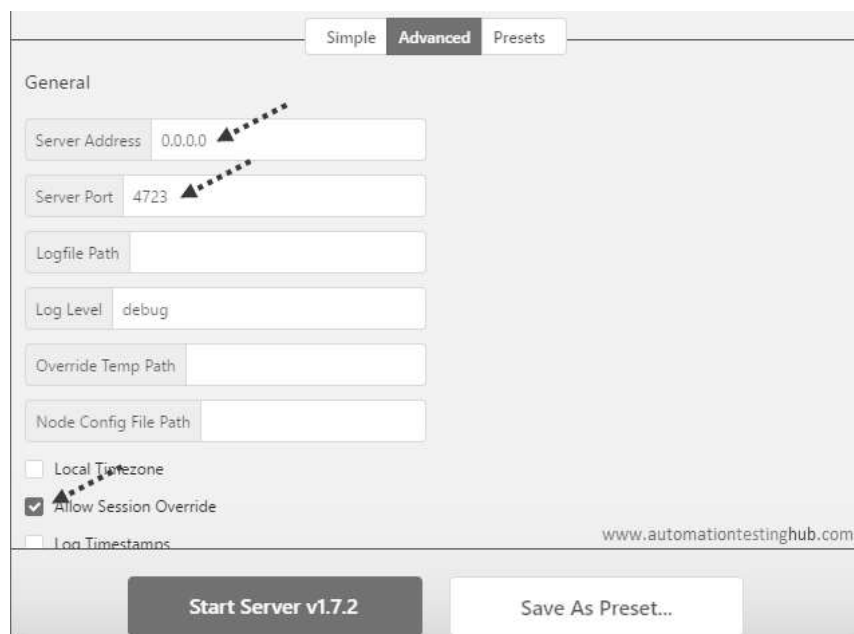 Simple Advanced Presets
General
Server Address 0.0.0.0
Server Port 4723
Logfile Path
Log Level debug
Override Temp Path
Node Config File Path
Local Timezone
Allow Session Override
Log Timestamps
www.automationtestinghub.com
Start Server v1.7.2 Save As Preset...